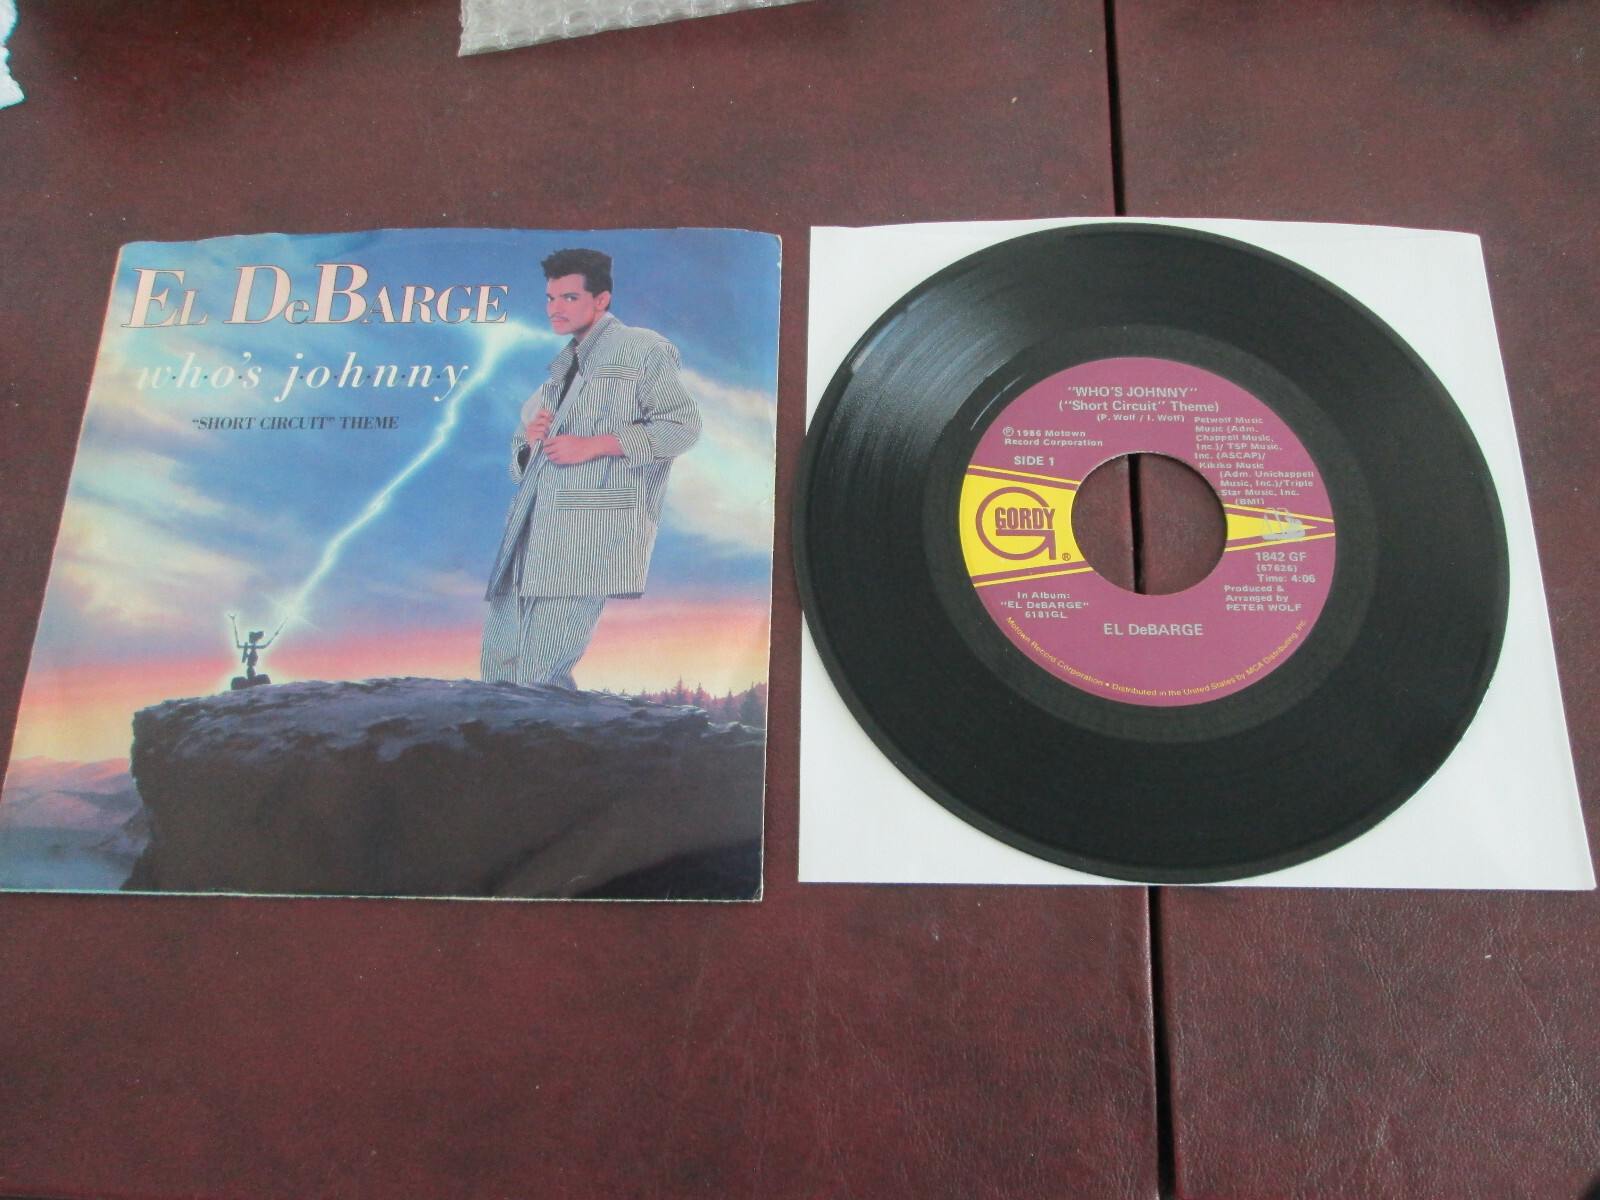 EL DeBARGE
w·h·o's j·o·h·n·n·y
"SHORT CIRCUIT" THEME
"WHO'S JOHNNY"
("Short Circuit" Theme)
(P. Wolf / I. Wolf)
℗ 1986 Motown
Record Corporation
SIDE 1
Petwolf Music
Music (Adm.
Chappell Music,
Inc.)/ TSP Music,
Inc. (ASCAP)/
Kikiko Music
(Adm. Unichappell
Music, Inc.)/Triple
Star Music, Inc.
(BMI)
GORDY
G®
1842 GF
(67626)
Time: 4:06
Produced &
Arranged by
PETER WOLF
In Album:
"EL DeBARGE"
6181GL
EL DeBARGE
Motown Record Corporation • Distributed in the United States by MCA Distributing, Inc.